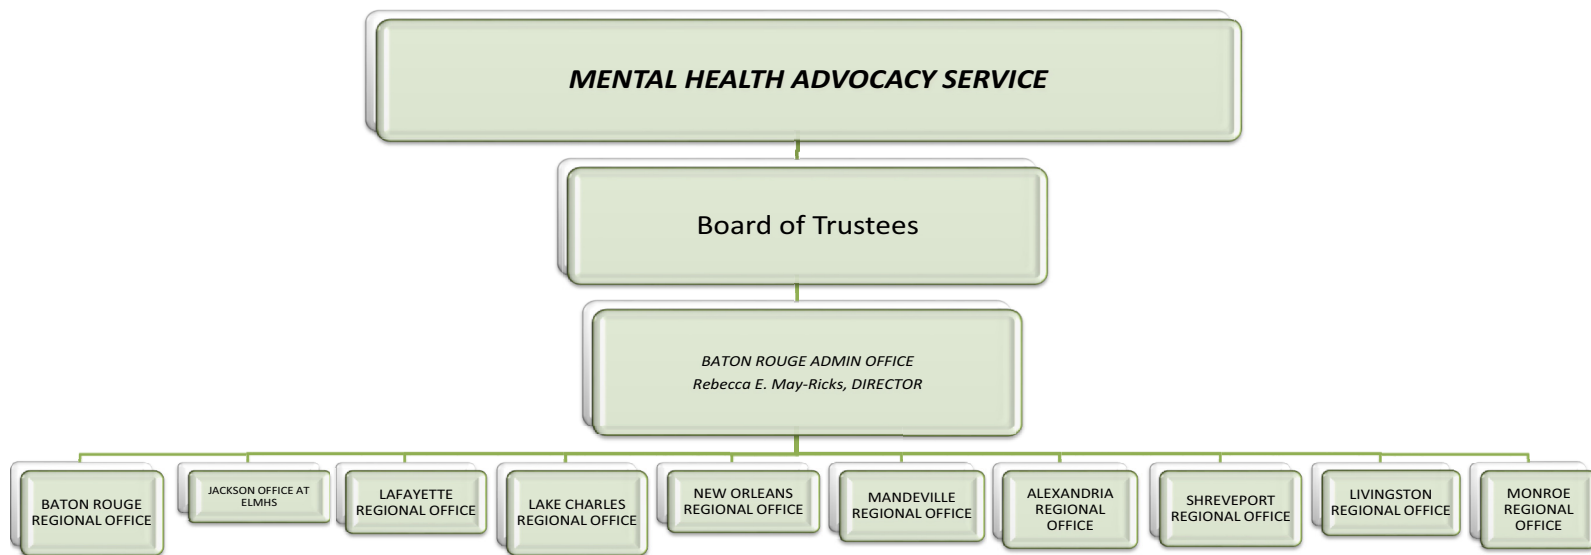 MENTAL HEALTH ADVOCACY SERVICE
Board of Trustees
BATON ROUGE ADMIN OFFICE
Rebecca E. May-Ricks, DIRECTOR
BATON ROUGE
REGIONAL OFFICE
JACKSON OFFICE AT
ELMHS
LAFAYETTE
REGIONAL OFFICE
LAKE CHARLES
REGIONAL OFFICE
NEW ORLEANS
REGIONAL OFFICE
MANDEVILLE
REGIONAL OFFICE
ALEXANDRIA
REGIONAL
OFFICE
SHREVEPORT
REGIONAL OFFICE
LIVINGSTON
REGIONAL OFFICE
MONROE
REGIONAL
OFFICE